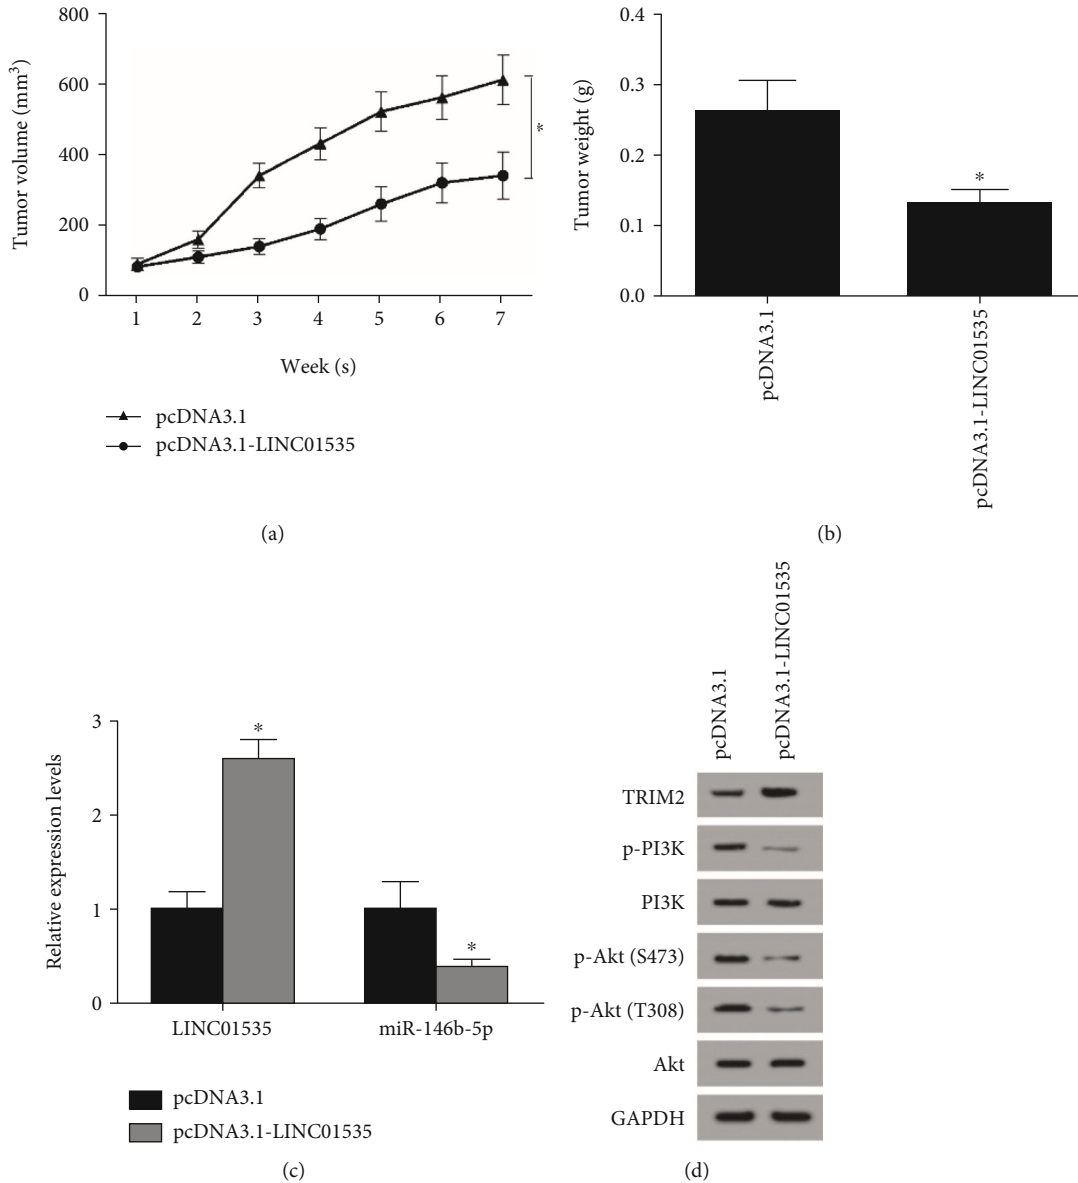 800
600
400
200
0
Tumor volume (mm³)
*
1 2 3 4 5 6 7
Week (s)
pcDNA3.1
pcDNA3.1-LINC01535
(a)
0.4
0.3
0.2
0.1
0.0
Tumor weight (g)
*
pcDNA3.1
pcDNA3.1-LINC01535
(b)
3
2
1
0
Relative expression levels
*
*
LINC01535 miR-146b-5p
pcDNA3.1
pcDNA3.1-LINC01535
(c)
pcDNA3.1
pcDNA3.1-LINC01535
TRIM2
p-PI3K
PI3K
p-Akt (S473)
p-Akt (T308)
Akt
GAPDH
(d)